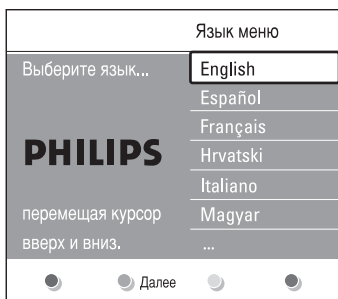 Язык меню
Выберите язык...
English
Español
Français
PHILIPS
Hrvatski
Italiano
перемещая курсор
Magyar
вверх и вниз.
...
Далее